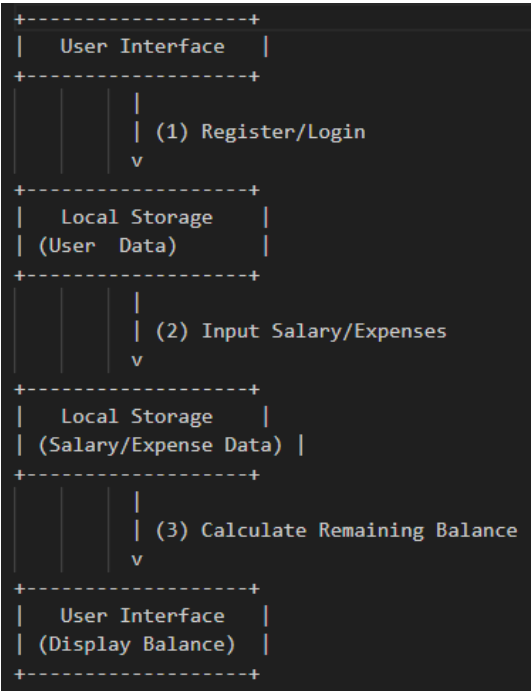 +-------------------+
|   User Interface   |
+-------------------+
          |
          | (1) Register/Login
          v
+-------------------+
|   Local Storage    |
| (User  Data)       |
+-------------------+
          |
          | (2) Input Salary/Expenses
          v
+-------------------+
|   Local Storage    |
| (Salary/Expense Data) |
+-------------------+
          |
          | (3) Calculate Remaining Balance
          v
+-------------------+
|   User Interface   |
| (Display Balance)  |
+-------------------+